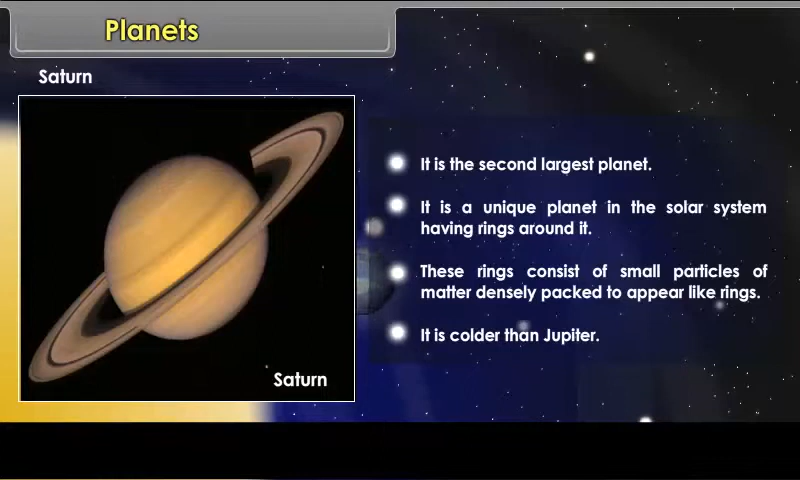 Planets
Saturn
It is the second largest planet.
It is a unique planet in the solar system
having rings around it.
These rings consist of small particles of
matter densely packed to appear like rings.
It is colder than Jupiter.
Saturn